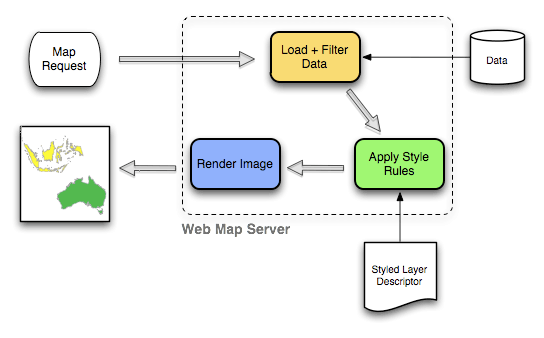 Map
Request
Load + Filter
Data
Data
Render Image
Apply Style
Rules
Web Map Server
Styled Layer
Descriptor